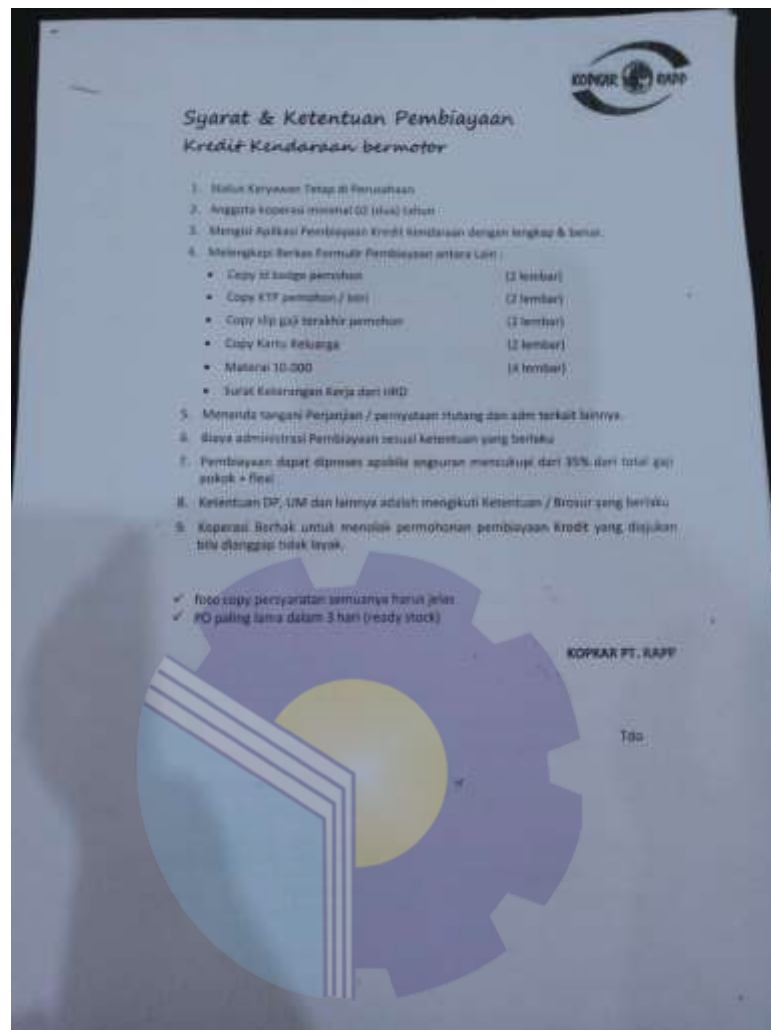 KOPKAR RAPP
Syarat & Ketentuan Pembiayaan
Kredit Kendaraan bermotor
1. Status Karyawan Tetap di Perusahaan
2. Anggota koperasi minimal 02 (dua) tahun
3. Mengisi Aplikasi Pembiayaan Kredit Kendaraan dengan lengkap & benar.
4. Melengkapi Berkas Formulir Pembiayaan antara Lain :
• Copy id badge pemohon (2 lembar)
• Copy KTP pemohon / istri (2 lembar)
• Copy slip gaji terakhir pemohon (2 lembar)
• Copy Kartu Keluarga (2 lembar)
• Materai 10.000 (4 lembar)
• Surat Keterangan Kerja dari HRD
5. Menanda tangani Perjanjian / pernyataan Hutang dan adm terkait lainnya.
6. Biaya administrasi Pembiayaan sesuai ketentuan yang berlaku
7. Pembiayaan dapat diproses apabila angsuran mencukupi dari 35% dari total gaji
pokok + flexi
8. Ketentuan DP, UM dan lainnya adalah mengikuti Ketentuan / Brosur yang berlaku
9. Koperasi Berhak untuk menolak permohonan pembiayaan Kredit yang diajukan
bila dianggap tidak layak.
✓ foto copy persyaratan semuanya harus jelas
✓ PO paling lama dalam 3 hari (ready stock)
KOPKAR PT. RAPP